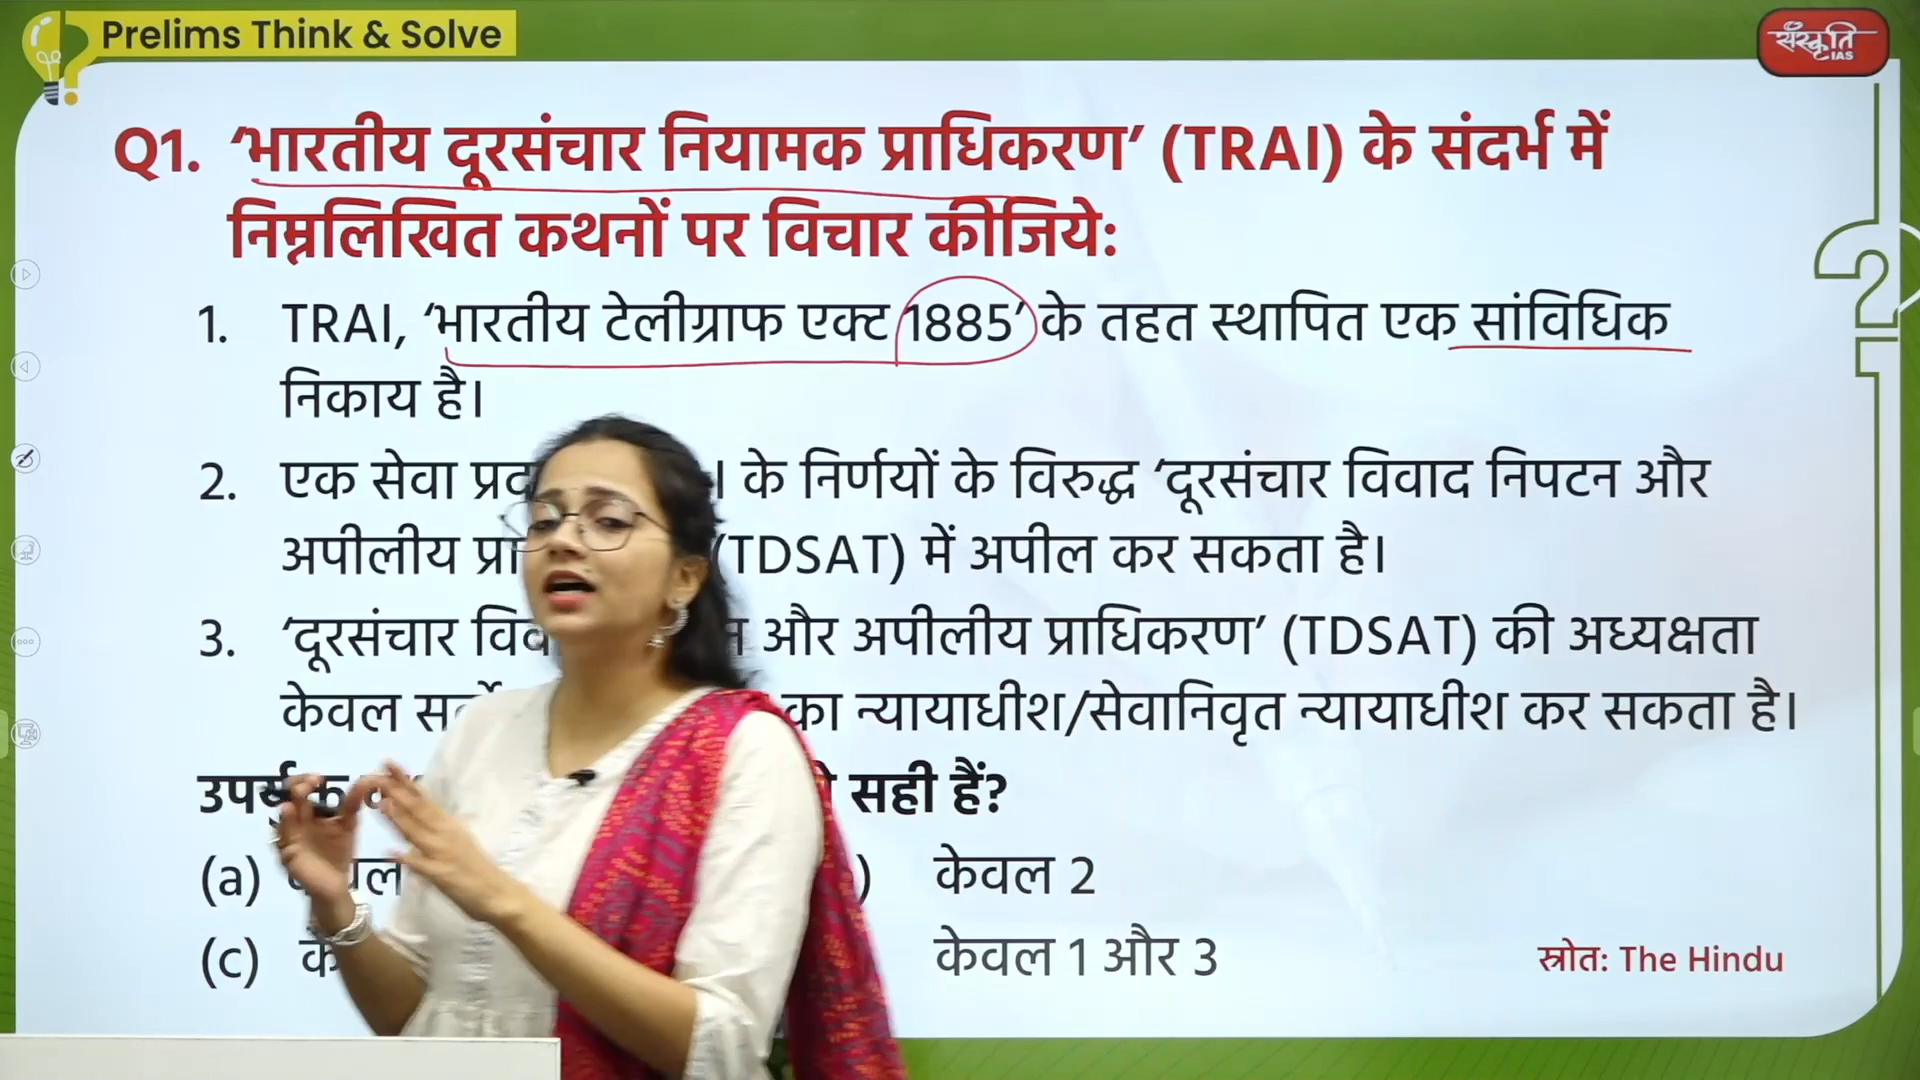 Prelims Think & Solve
संस्कृति
IAS
Q1. ‘भारतीय दूरसंचार नियामक प्राधिकरण’ (TRAI) के संदर्भ में
निम्नलिखित कथनों पर विचार कीजिये:
1. TRAI, ‘भारतीय टेलीग्राफ एक्ट 1885’ के तहत स्थापित एक सांविधिक
निकाय है।
2. एक सेवा के निर्णयों के विरुद्ध ‘दूरसंचार विवाद निपटन और
अपीलीय (TDSAT) में अपील कर सकता है।
3. ‘दूरसंचार और अपीलीय प्राधिकरण’ (TDSAT) की अध्यक्षता
केवल का न्यायाधीश/सेवानिवृत न्यायाधीश कर सकता है।
सही हैं?
(a) केवल 2
(c) केवल 1 और 3
स्रोत: The Hindu